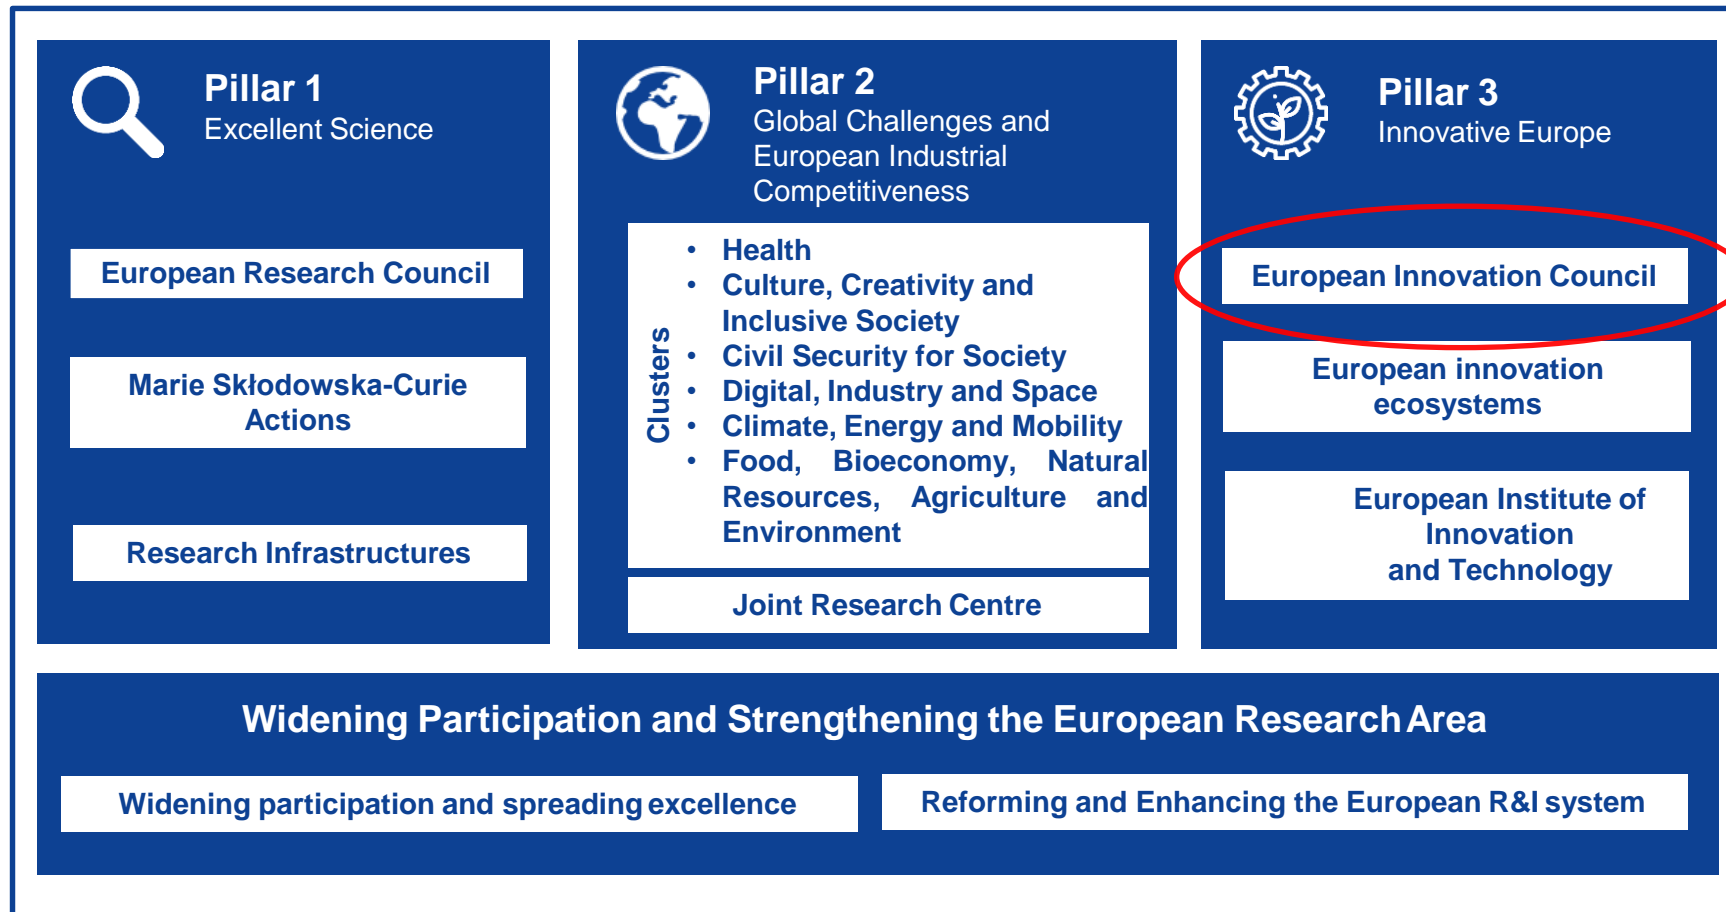 Pillar 1
Excellent Science
European Research Council
Marie Skłodowska-Curie
Actions
Research Infrastructures
Pillar 2
Global Challenges and
European Industrial
Competitiveness
Clusters
• Health
• Culture, Creativity and
Inclusive Society
• Civil Security for Society
• Digital, Industry and Space
• Climate, Energy and Mobility
• Food, Bioeconomy, Natural
Resources, Agriculture and
Environment
Joint Research Centre
Pillar 3
Innovative Europe
European Innovation Council
European innovation
ecosystems
European Institute of
Innovation
and Technology
Widening Participation and Strengthening the European Research Area
Widening participation and spreading excellence
Reforming and Enhancing the European R&I system